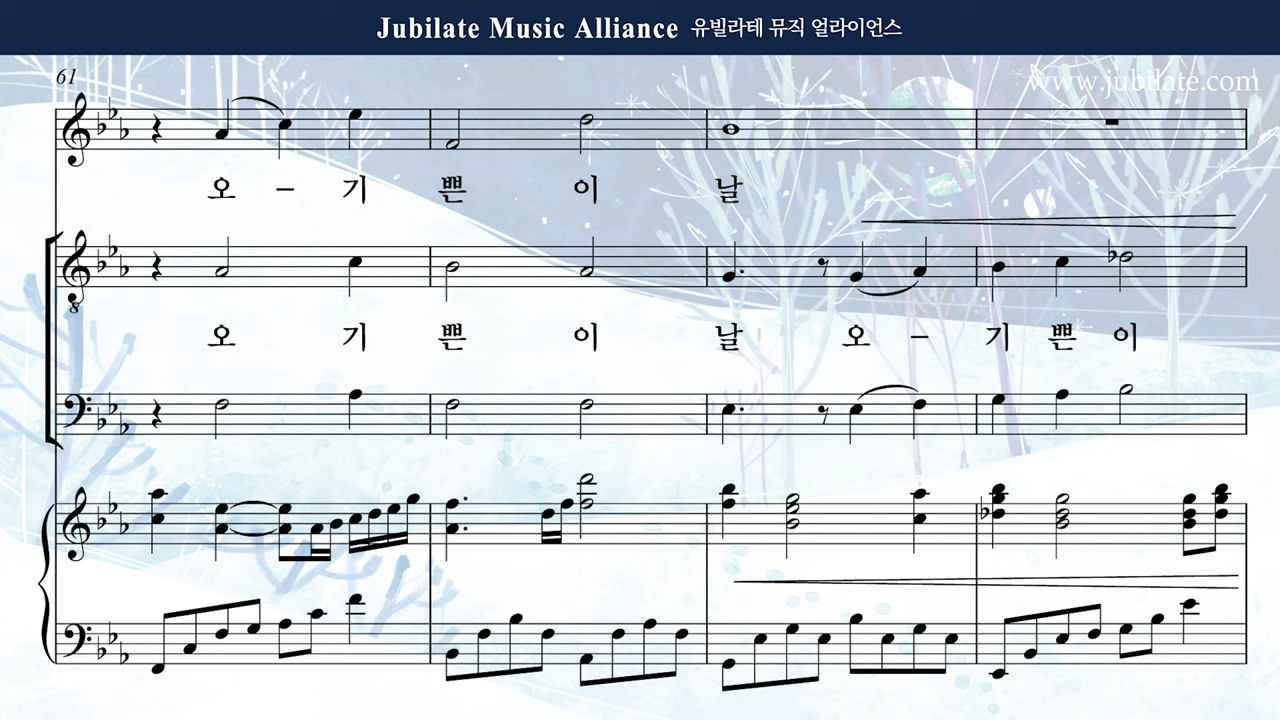 Jubilate Music Alliance 유빌라테 뮤직 얼라이언스
www.jubilate.com
61
오 – 기 쁜 이 날
8
오 기 쁜 이 날 오 – 기 쁜 이